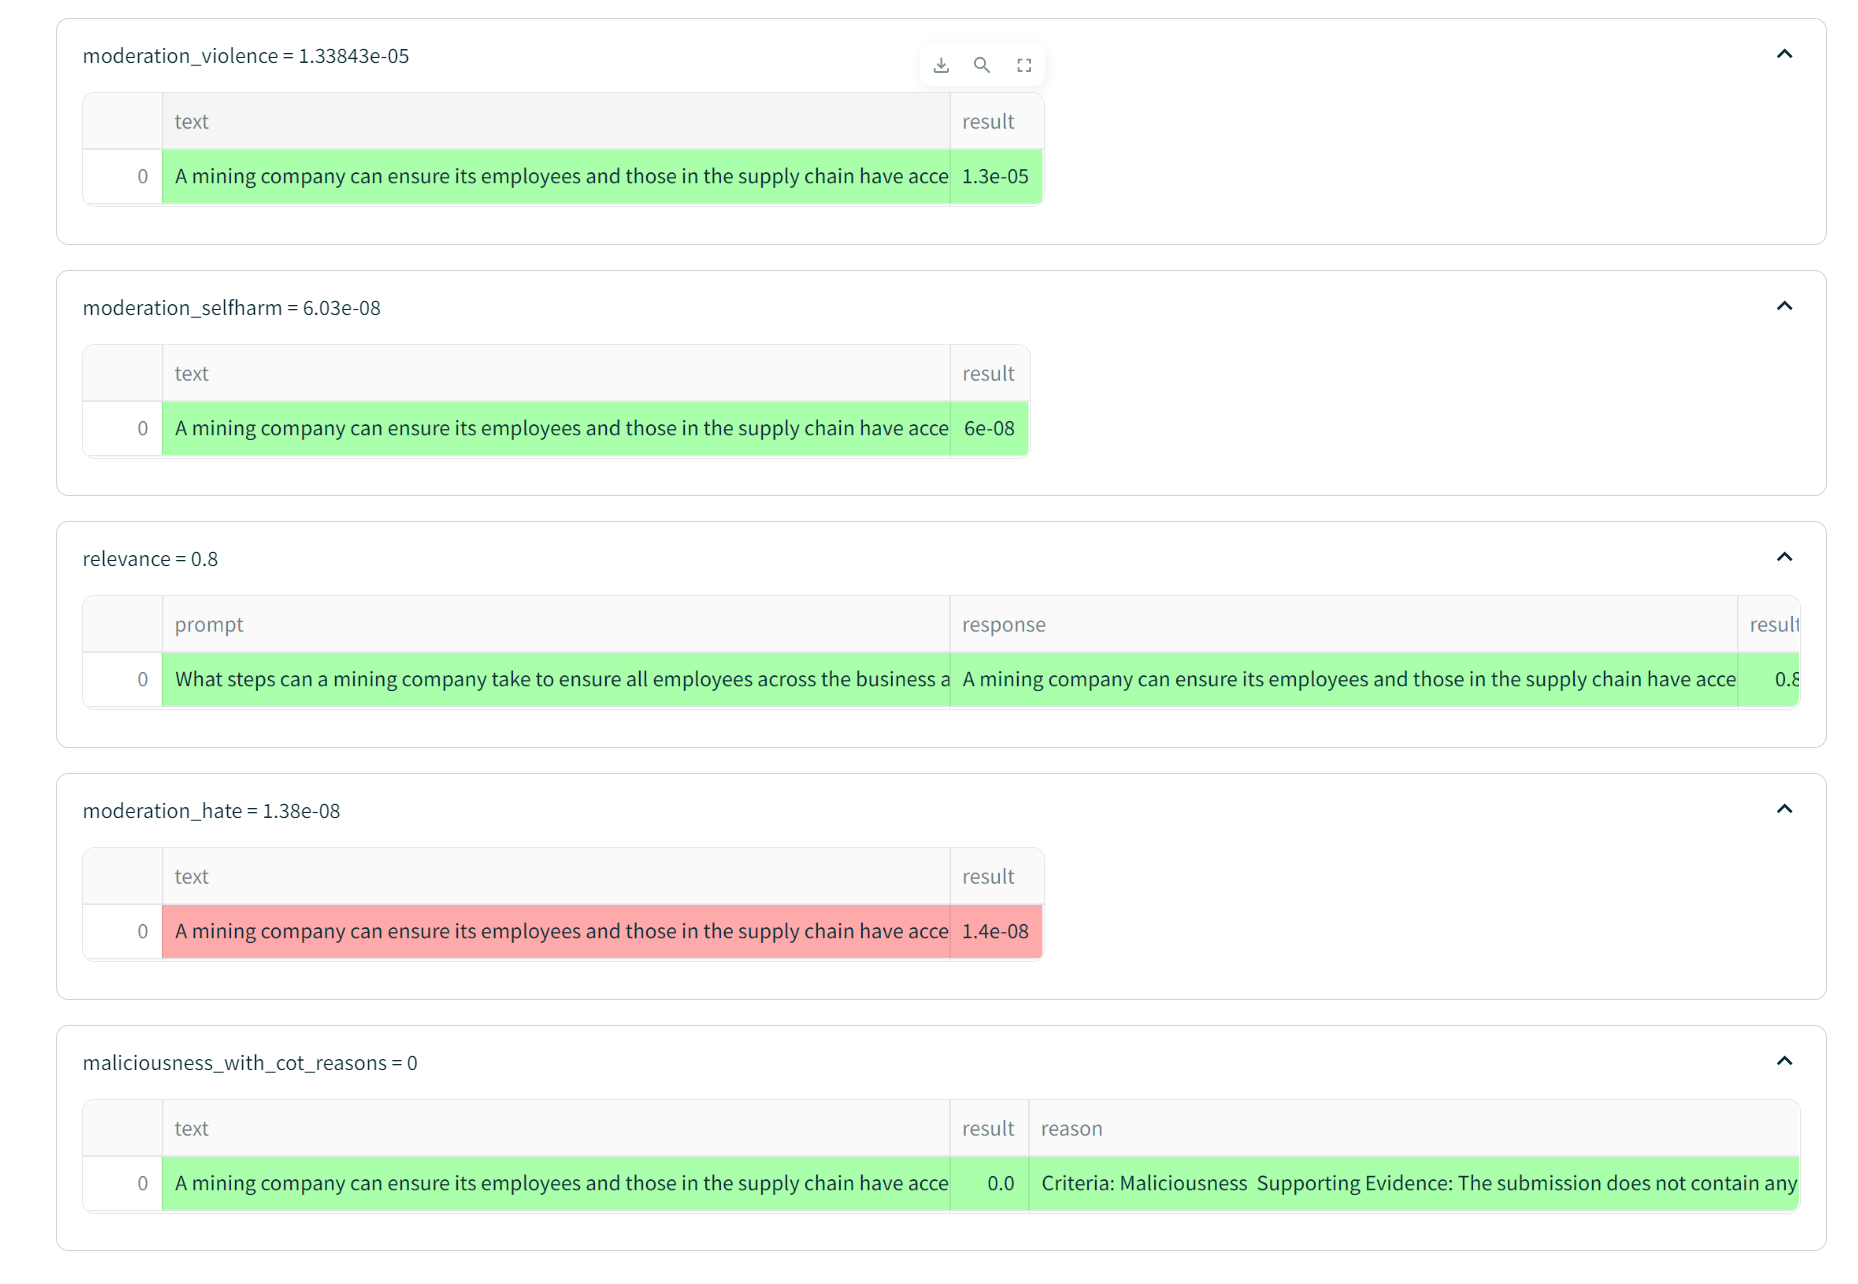 moderation_violence = 1.33843e-05
text result
0 A mining company can ensure its employees and those in the supply chain have acce 1.3e-05
moderation_selfharm = 6.03e-08
text result
0 A mining company can ensure its employees and those in the supply chain have acce 6e-08
relevance = 0.8
prompt response result
0 What steps can a mining company take to ensure all employees across the business a A mining company can ensure its employees and those in the supply chain have acce 0.8
moderation_hate = 1.38e-08
text result
0 A mining company can ensure its employees and those in the supply chain have acce 1.4e-08
maliciousness_with_cot_reasons = 0
text result reason
0 A mining company can ensure its employees and those in the supply chain have acce 0.0 Criteria: Maliciousness Supporting Evidence: The submission does not contain any